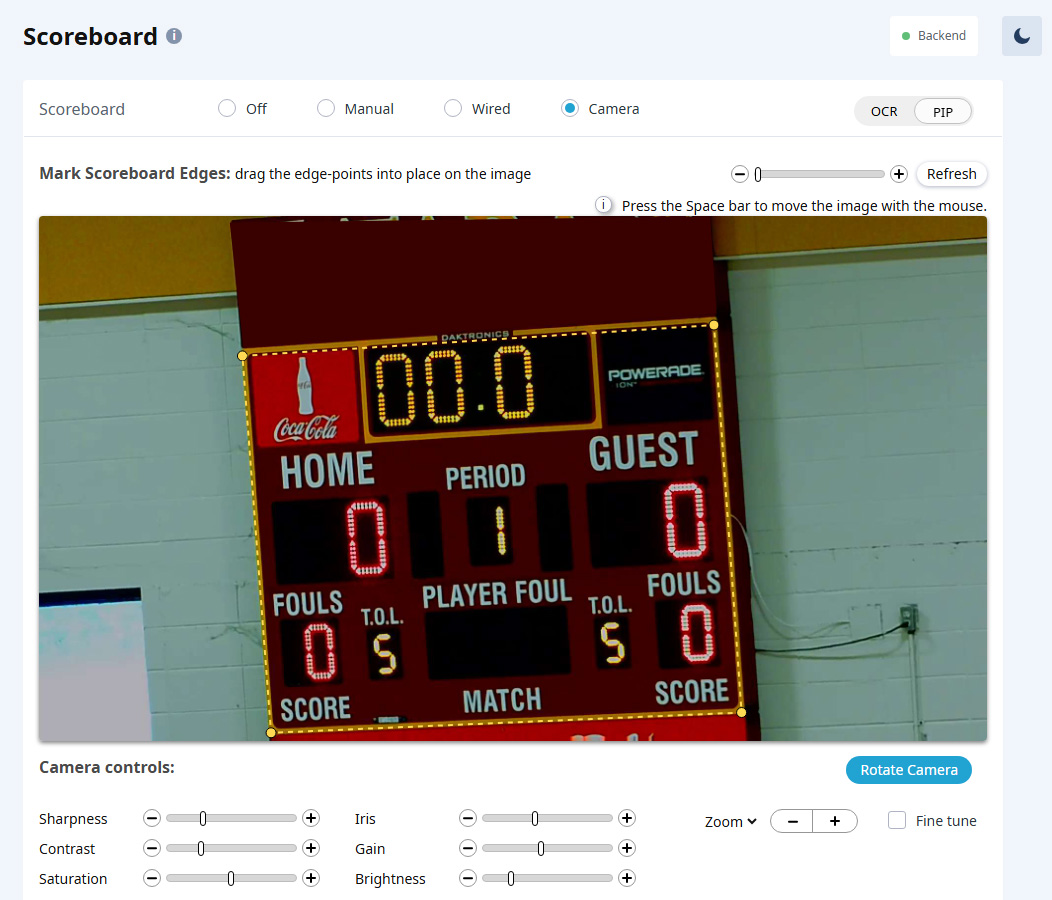 Scoreboard i
Backend
Scoreboard Off Manual Wired Camera OCR PIP
Mark Scoreboard Edges: drag the edge-points into place on the image
Refresh
i Press the Space bar to move the image with the mouse.
DAKTRONICS
Coca-Cola
00.0
POWERADE
ION
HOME PERIOD GUEST
0 1 0
FOULS T.O.L. PLAYER FOUL T.O.L. FOULS
0 5 5 0
SCORE MATCH SCORE
Camera controls:
Rotate Camera
Sharpness Iris Zoom Fine tune
Contrast Gain
Saturation Brightness